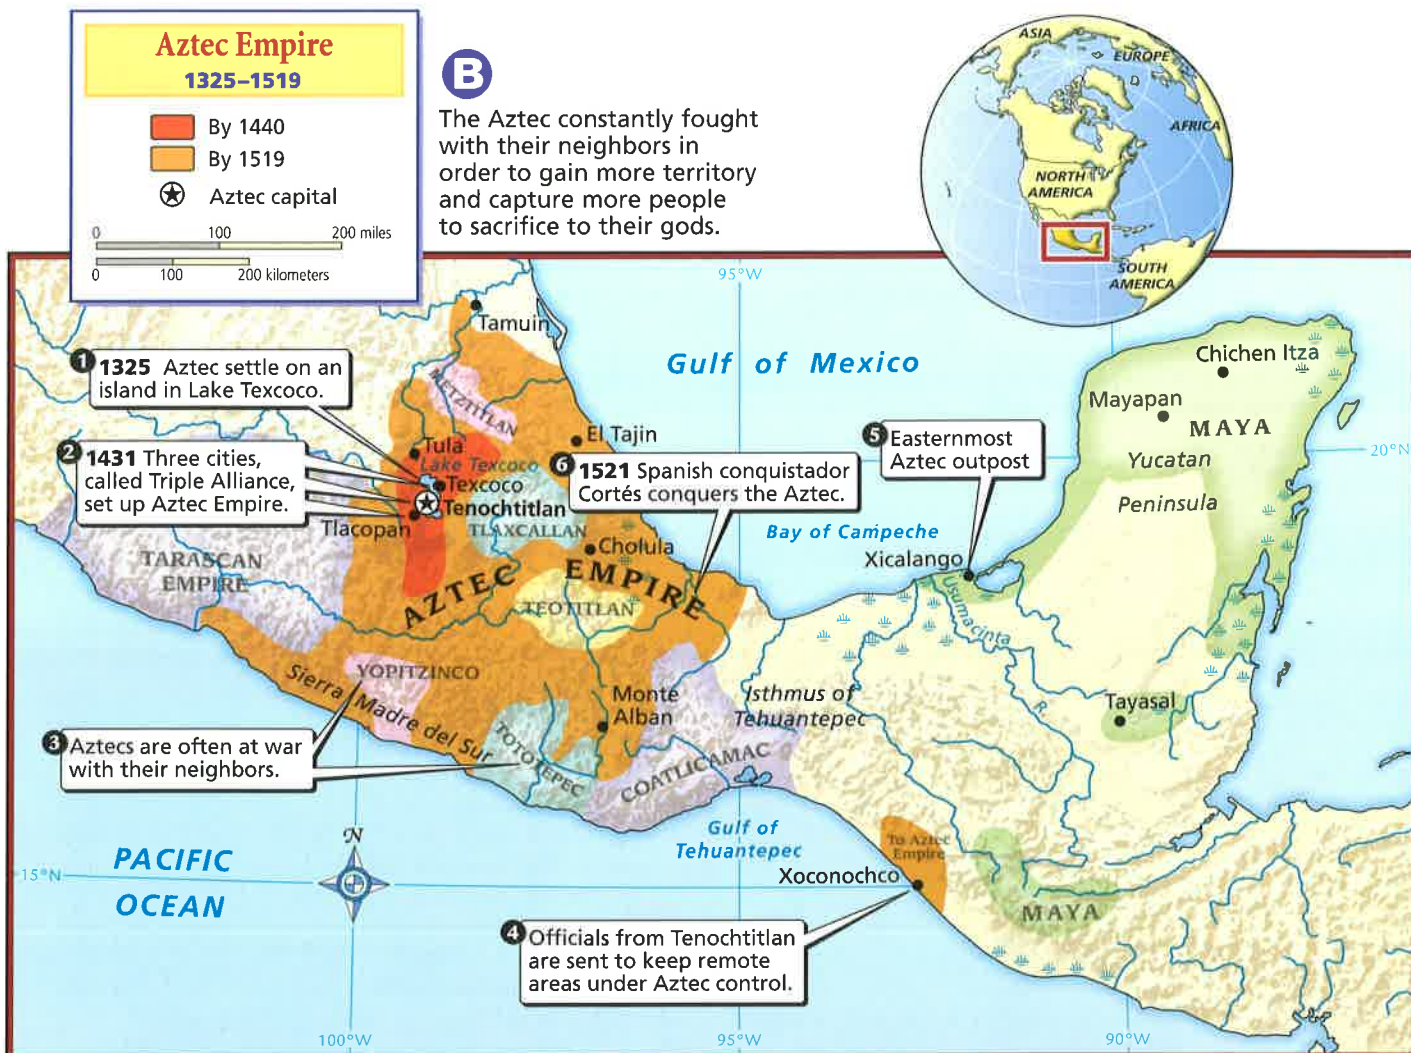 Aztec Empire
1325–1519
By 1440
By 1519
Aztec capital
0 100 200 miles
0 100 200 kilometers
B
The Aztec constantly fought
with their neighbors in
order to gain more territory
and capture more people
to sacrifice to their gods.
ASIA
EUROPE
AFRICA
NORTH
AMERICA
SOUTH
AMERICA
95°W
Tamuin
Gulf of Mexico
1 1325 Aztec settle on an
island in Lake Texcoco.
METZTITLAN
Chichen Itza
Mayapan
MAYA
Yucatan
Peninsula
20°N
2 1431 Three cities,
called Triple Alliance,
set up Aztec Empire.
Tula
El Tajin
Lake Texcoco
Texcoco
Tenochtitlan
Tlacopan
TLAXCALLAN
6 1521 Spanish conquistador
Cortés conquers the Aztec.
5 Easternmost
Aztec outpost
Bay of Campeche
Xicalango
Cholula
TARASCAN
EMPIRE
AZTEC EMPIRE
TEOTITLAN
Usumacinta R.
YOPITZINCO
Sierra Madre del Sur
Monte
Alban
Isthmus of
Tehuantepec
Tayasal
3 Aztecs are often at war
with their neighbors.
TOTOTEPEC
COATLICAMAC
Gulf of
Tehuantepec
To Aztec
Empire
Xoconochco
MAYA
N
PACIFIC
OCEAN
15°N
4 Officials from Tenochtitlan
are sent to keep remote
areas under Aztec control.
100°W
95°W
90°W